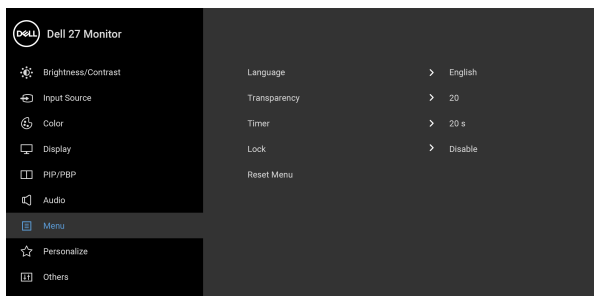 DELL Dell 27 Monitor
Brightness/Contrast
Language English
Input Source
Transparency 20
Color
Timer 20 s
Display
Lock Disable
PIP/PBP
Reset Menu
Audio
Menu
Personalize
Others